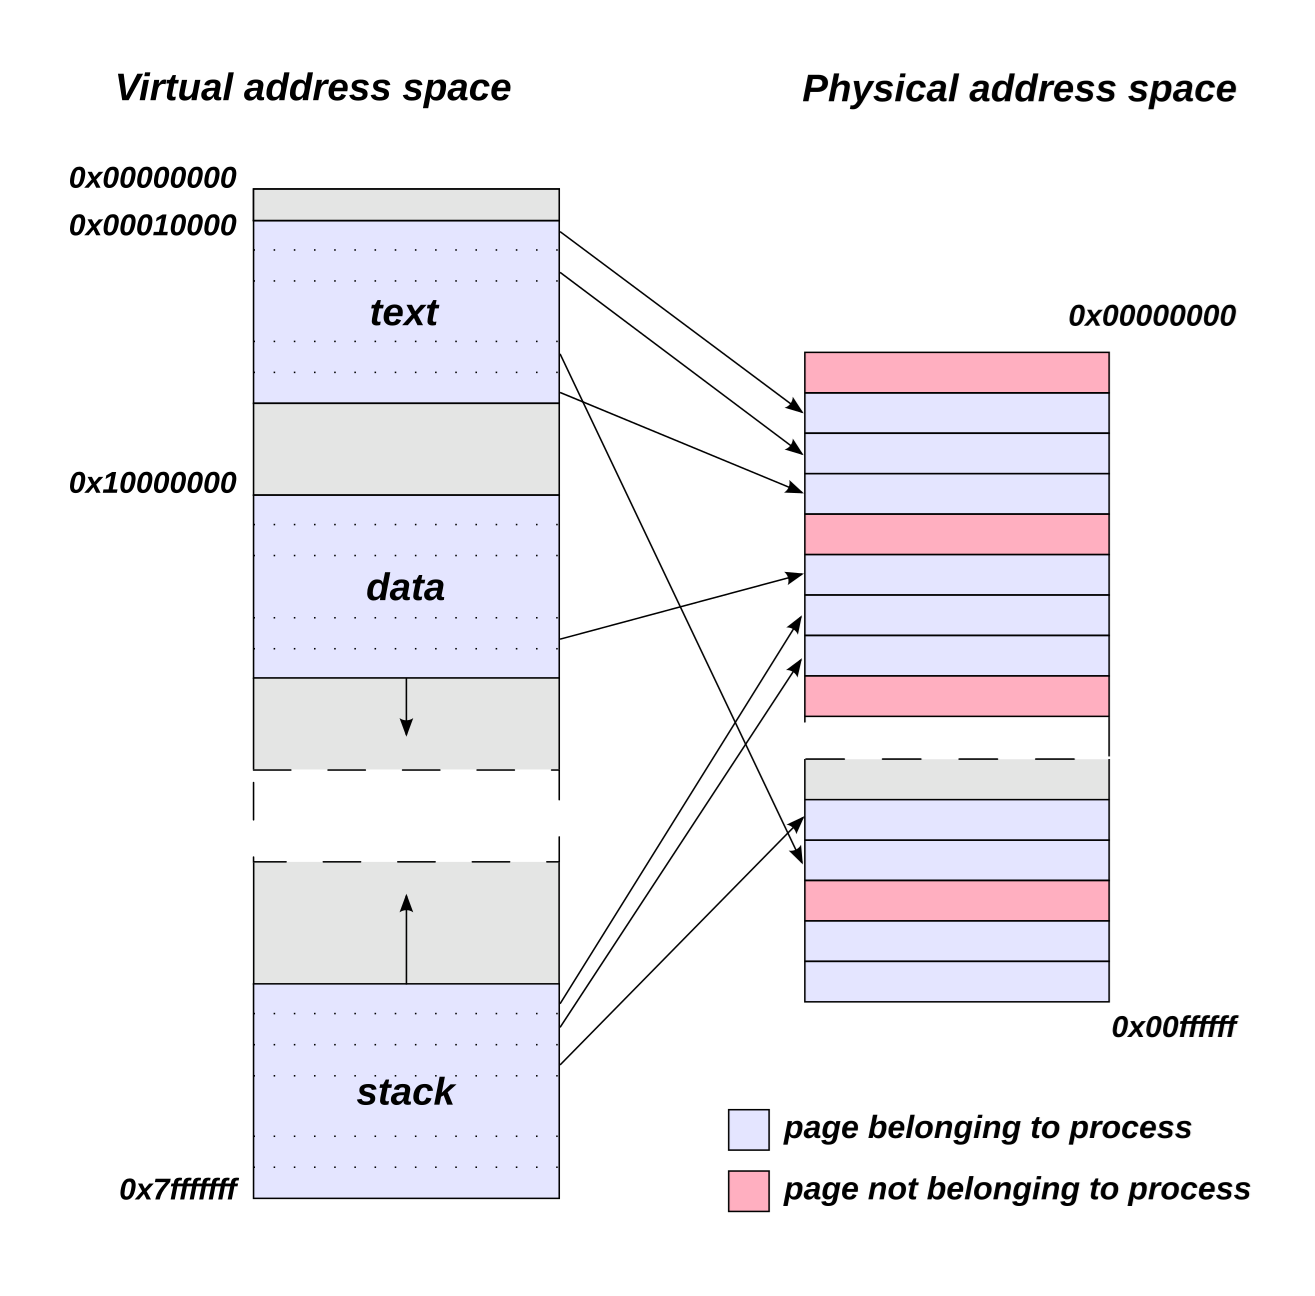 Virtual address space
Physical address space
0x00000000
0x00010000
text
0x00000000
0x10000000
data
stack
0x7fffffff
0x00ffffff
page belonging to process
page not belonging to process